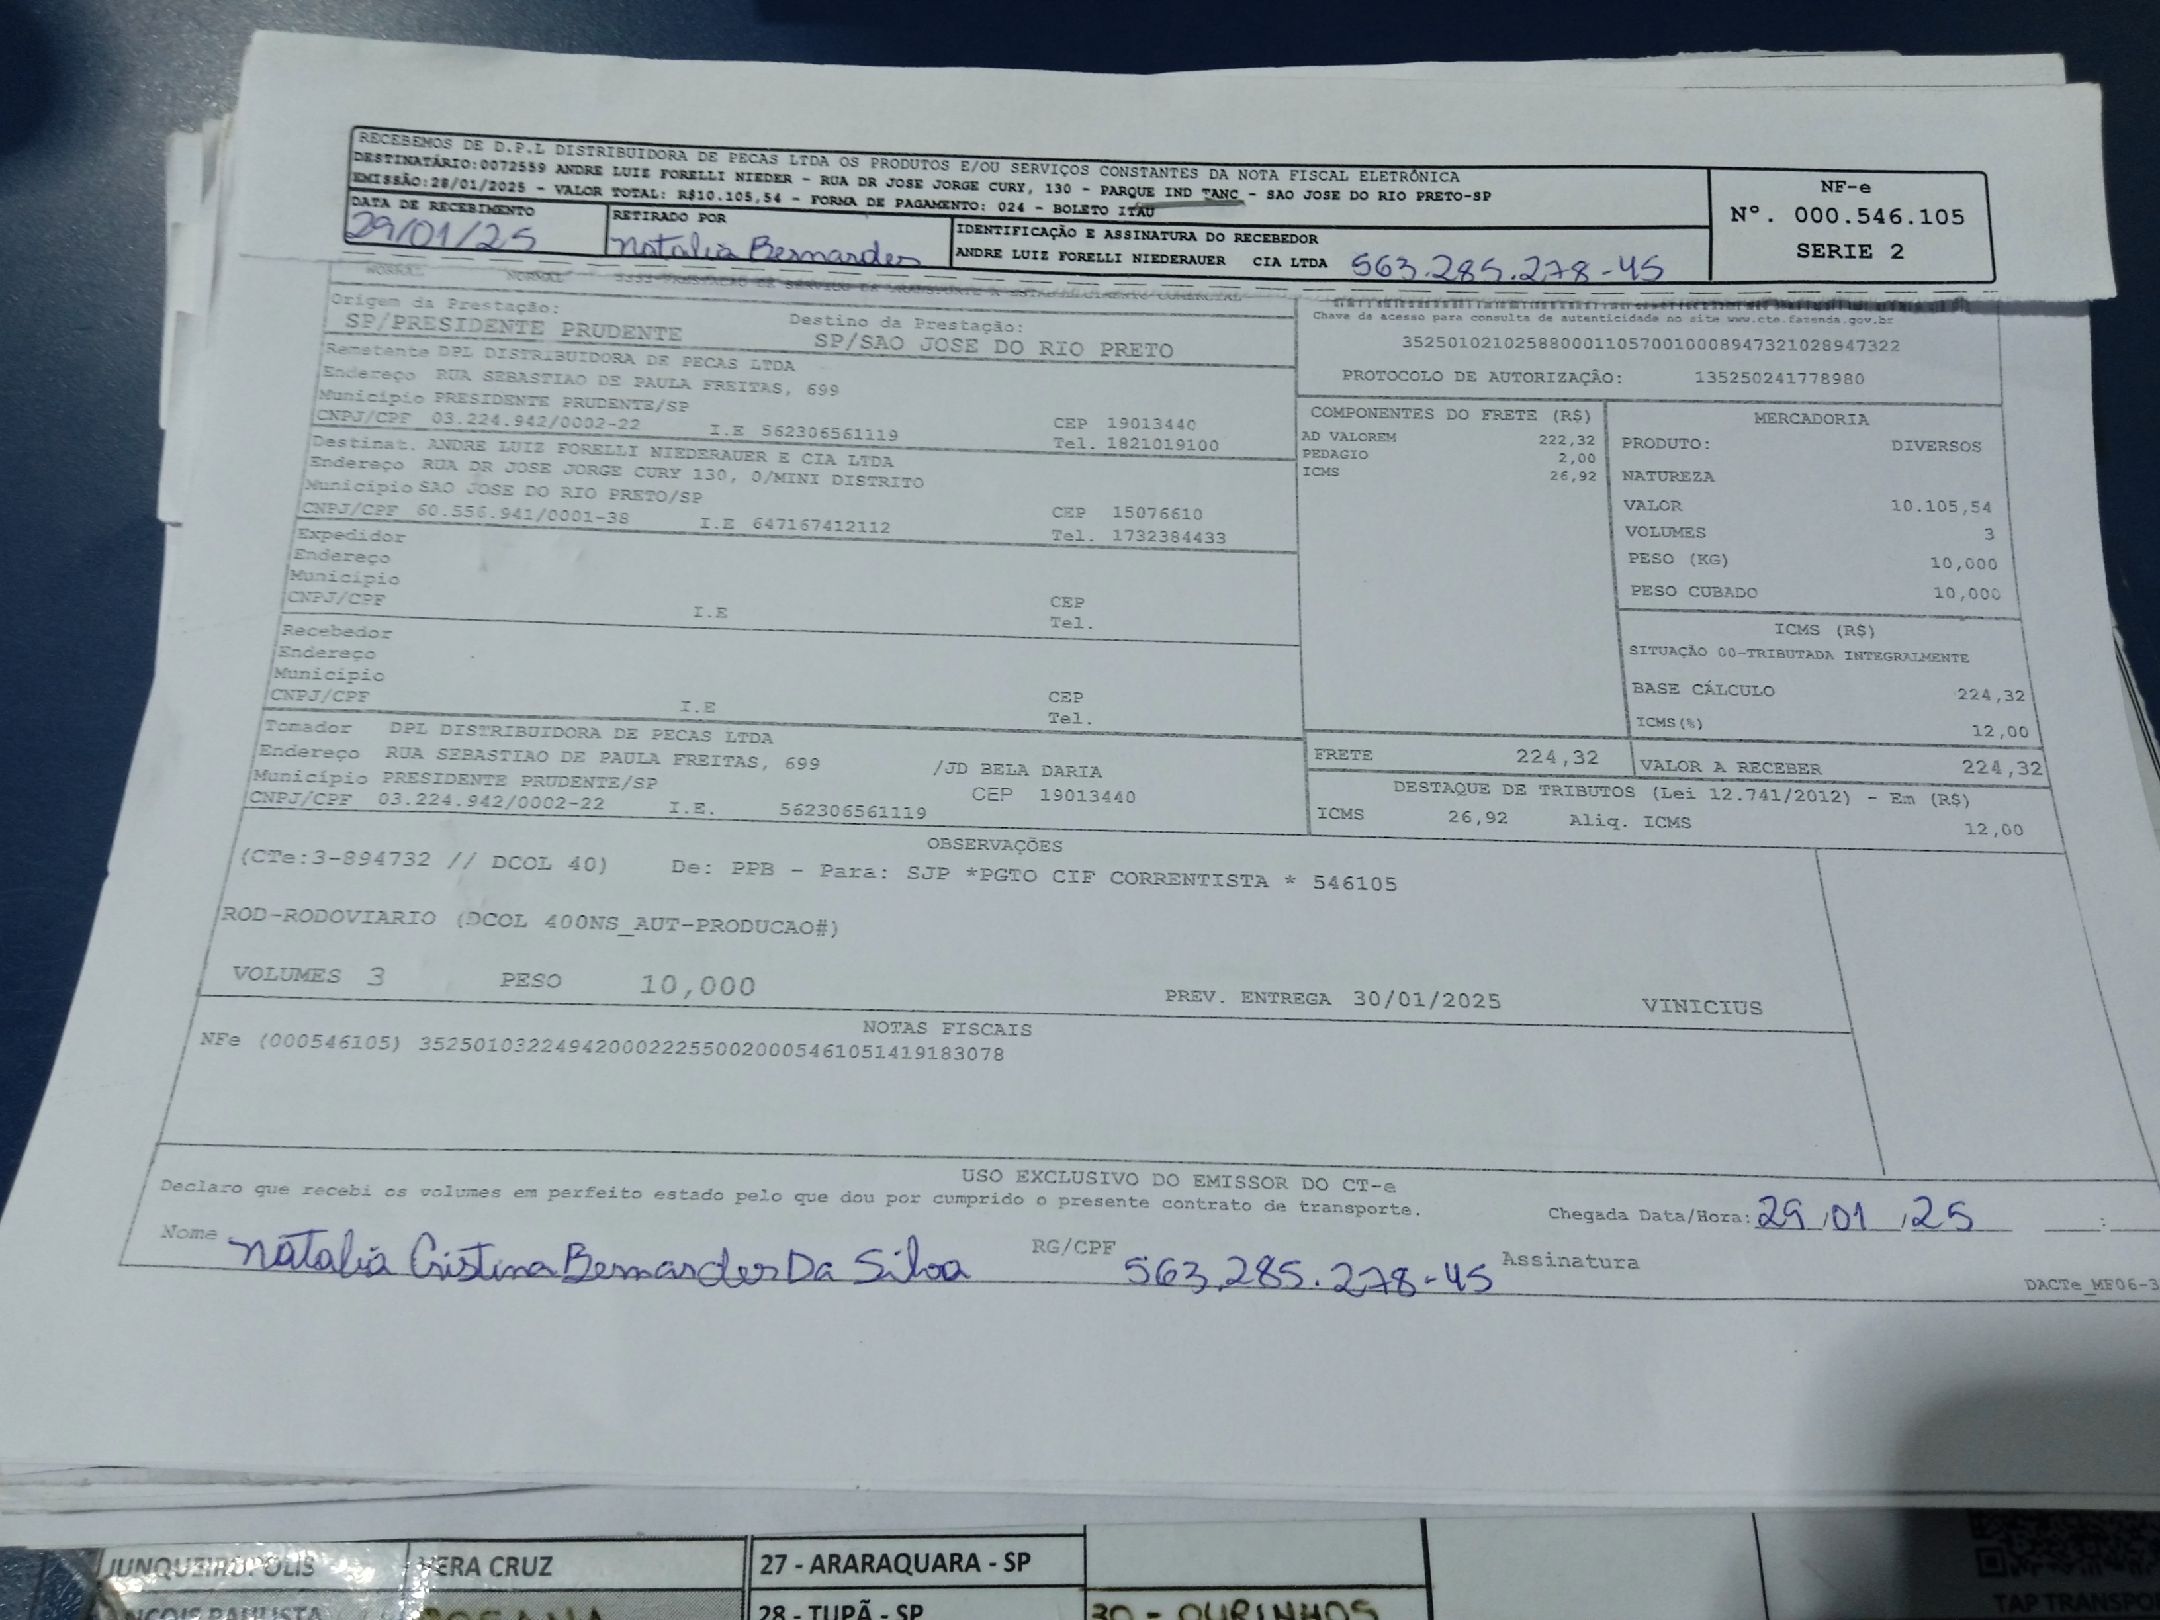 RECEBEMOS DE D.P.L DISTRIBUIDORA DE PECAS LTDA OS PRODUTOS E/OU SERVIÇOS CONSTANTES DA NOTA FISCAL ELETRÔNICA
DESTINATÁRIO:0072559 ANDRE LUIZ FORELLI NIEDER - RUA DR JOSE JORGE CURY, 130 - PARQUE IND TANC - SAO JOSE DO RIO PRETO-SP
EMISSÃO:28/01/2025 - VALOR TOTAL: R$10.105,54 - FORMA DE PAGAMENTO: 024 - BOLETO ITAU
NF-e
Nº. 000.546.105
SERIE 2
DATA DE RECEBIMENTO
29/01/25
RETIRADO POR
Natalia Bernardes
IDENTIFICAÇÃO E ASSINATURA DO RECEBEDOR
ANDRE LUIZ FORELLI NIEDERAUER CIA LTDA 563.285.278-45
NORMAL NORMAL
Origem da Prestação:
SP/PRESIDENTE PRUDENTE
Destino da Prestação:
SP/SAO JOSE DO RIO PRETO
Chave de acesso para consulta de autenticidade no site www.cte.fazenda.gov.br
35250102102588000110570010008947321028947322
PROTOCOLO DE AUTORIZAÇÃO: 135250241778980
Remetente DPL DISTRIBUIDORA DE PECAS LTDA
Endereço RUA SEBASTIAO DE PAULA FREITAS, 699
Município PRESIDENTE PRUDENTE/SP CEP 19013440
CNPJ/CPF 03.224.942/0002-22 I.E 562306561119 Tel. 1821019100
Destinat. ANDRE LUIZ FORELLI NIEDERAUER E CIA LTDA
Endereço RUA DR JOSE JORGE CURY 130, 0/MINI DISTRITO
Município SAO JOSE DO RIO PRETO/SP CEP 15076610
CNPJ/CPF 60.556.941/0001-38 I.E 647167412112 Tel. 1732384433
Expedidor
Endereço
Município CEP
CNPJ/CPF I.E Tel.
Recebedor
Endereço
Município CEP
CNPJ/CPF I.E Tel.
Tomador DPL DISTRIBUIDORA DE PECAS LTDA
Endereço RUA SEBASTIAO DE PAULA FREITAS, 699 /JD BELA DARIA
Município PRESIDENTE PRUDENTE/SP CEP 19013440
CNPJ/CPF 03.224.942/0002-22 I.E. 562306561119
COMPONENTES DO FRETE (R$)
AD VALOREM 222,32
PEDAGIO 2,00
ICMS 26,92
MERCADORIA
PRODUTO: DIVERSOS
NATUREZA
VALOR 10.105,54
VOLUMES 3
PESO (KG) 10,000
PESO CUBADO 10,000
ICMS (R$)
SITUAÇÃO 00-TRIBUTADA INTEGRALMENTE
BASE CÁLCULO 224,32
ICMS(%) 12,00
FRETE 224,32 VALOR A RECEBER 224,32
DESTAQUE DE TRIBUTOS (Lei 12.741/2012) - Em (R$)
ICMS 26,92 Aliq. ICMS 12,00
OBSERVAÇÕES
(CTe:3-894732 // DCOL 40) De: PPB - Para: SJP *PGTO CIF CORRENTISTA * 546105
ROD-RODOVIARIO (DCOL 400NS_AUT-PRODUCAO#)
VOLUMES 3 PESO 10,000 PREV. ENTREGA 30/01/2025 VINICIUS
NOTAS FISCAIS
NFe (000546105) 35250103224942000222550020005461051419183078
USO EXCLUSIVO DO EMISSOR DO CT-e
Declaro que recebi os volumes em perfeito estado pelo que dou por cumprido o presente contrato de transporte.
Chegada Data/Hora: 29/01/25 :
Nome Natalia Cristina Bernardes Da Silva RG/CPF 563.285.278-45 Assinatura
DACTe_MF06-3
JUNQUEIROPOLIS VERA CRUZ 27 - ARARAQUARA - SP
28 - TUPÃ - SP 30 - OURINHOS
TAP TRANSPO